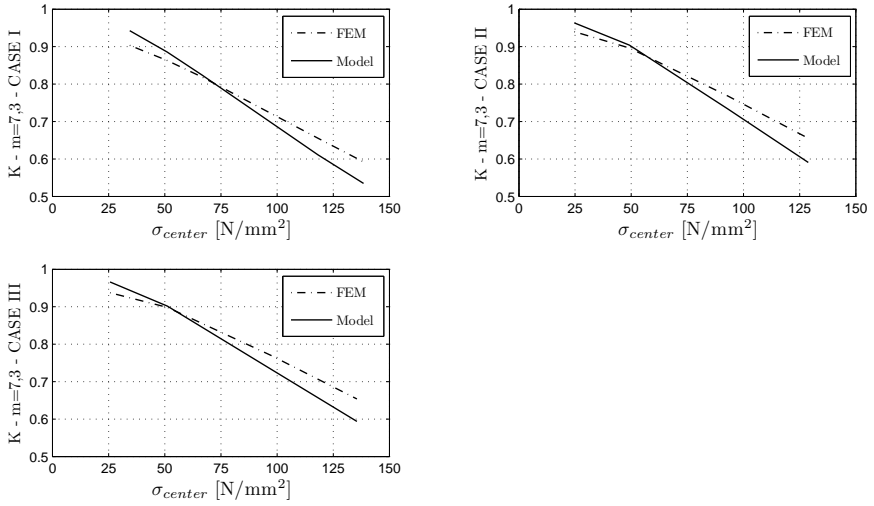 K - m=7,3 - CASE I
1
0.9
0.8
0.7
0.6
0.5
0 25 50 75 100 125 150
σcenter [N/mm²]
FEM
Model
K - m=7,3 - CASE II
1
0.9
0.8
0.7
0.6
0.5
0 25 50 75 100 125 150
σcenter [N/mm²]
FEM
Model
K - m=7,3 - CASE III
1
0.9
0.8
0.7
0.6
0.5
0 25 50 75 100 125 150
σcenter [N/mm²]
FEM
Model